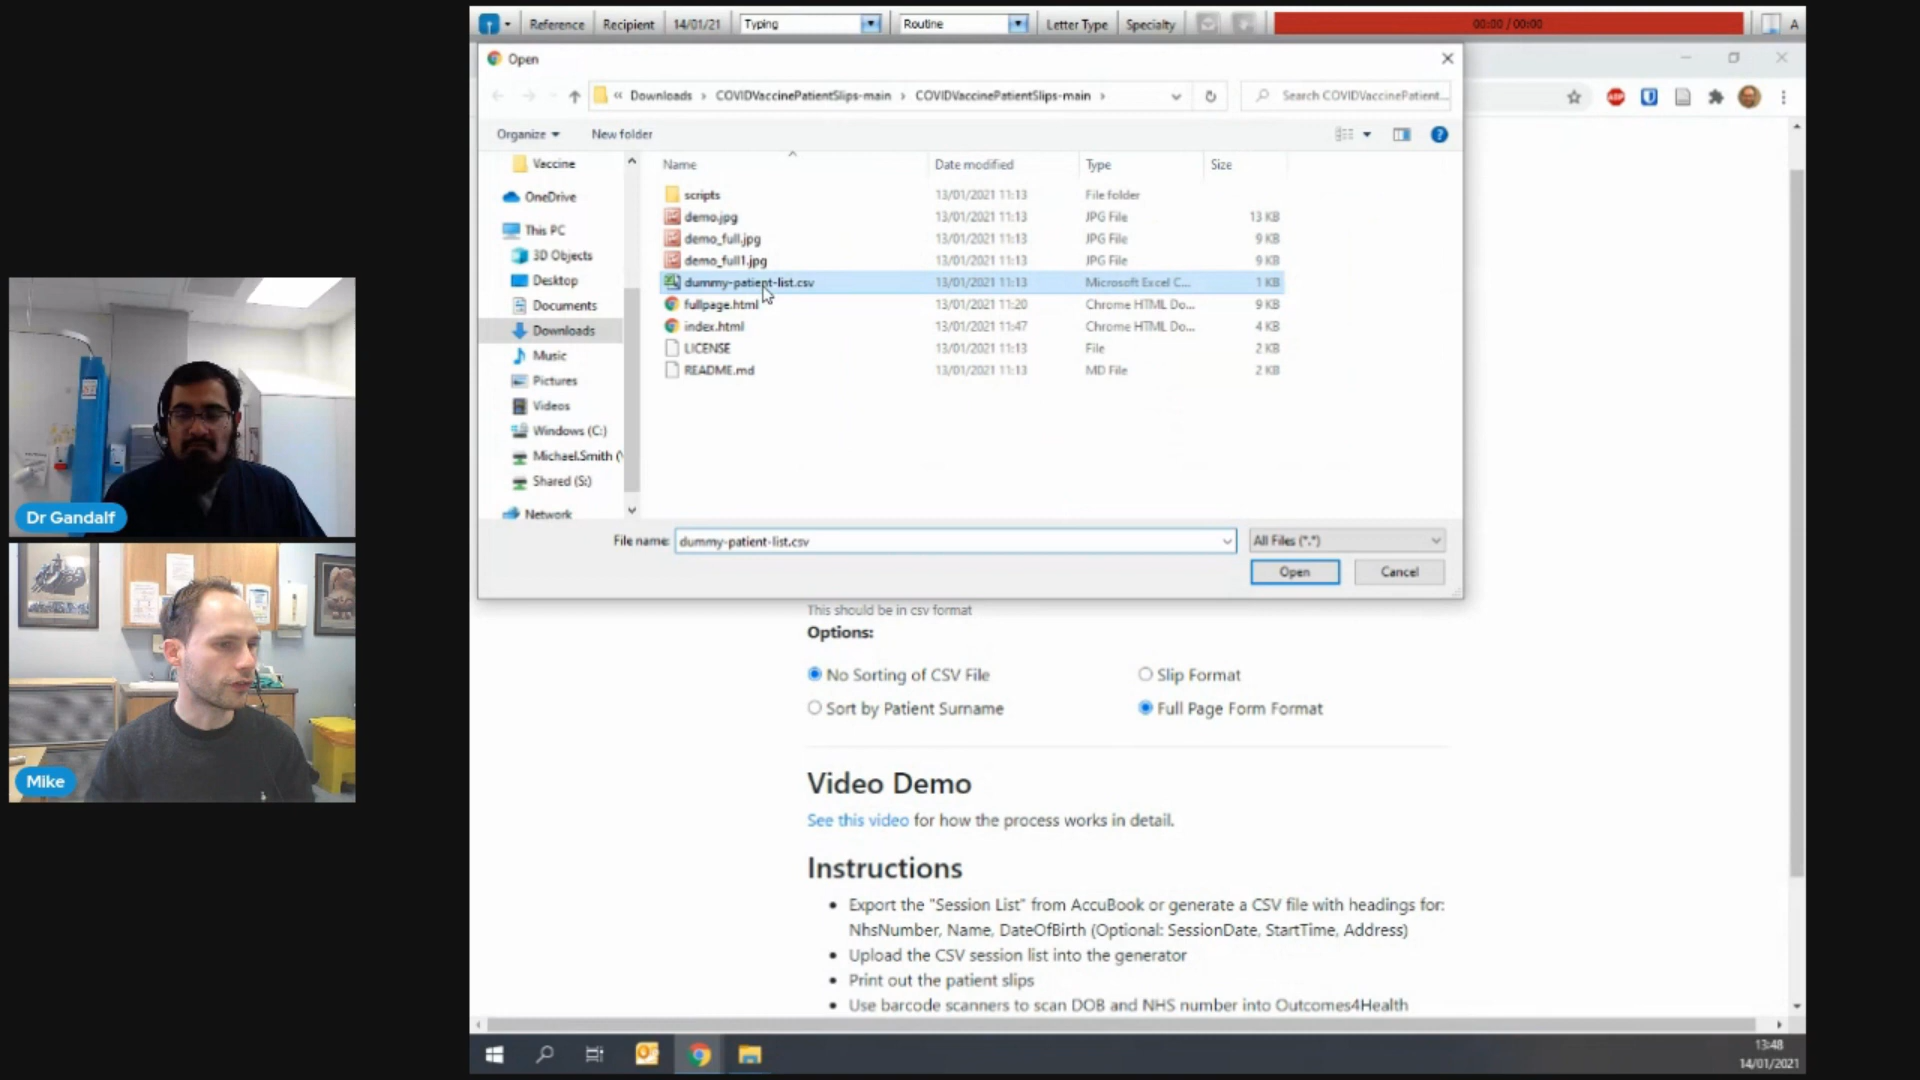 Reference Recipient 14/01/21 Typing Routine Letter Type Specialty 00:00 / 00:00 A
Open
« Downloads › COVIDVaccinePatientSlips-main › COVIDVaccinePatientSlips-main ›
Search COVIDVaccinePatient...
Organize New folder
Name Date modified Type Size
Vaccine
OneDrive
This PC
3D Objects
Desktop
Documents
Downloads
Music
Pictures
Videos
Windows (C:)
Michael.Smith (
Shared (S:)
Network
scripts 13/01/2021 11:13 File folder
demo.jpg 13/01/2021 11:13 JPG File 13 KB
demo_full.jpg 13/01/2021 11:13 JPG File 9 KB
demo_full1.jpg 13/01/2021 11:13 JPG File 9 KB
dummy-patient-list.csv 13/01/2021 11:13 Microsoft Excel C... 1 KB
fullpage.html 13/01/2021 11:20 Chrome HTML Do... 9 KB
index.html 13/01/2021 11:47 Chrome HTML Do... 4 KB
LICENSE 13/01/2021 11:13 File 2 KB
README.md 13/01/2021 11:13 MD File 2 KB
File name: dummy-patient-list.csv All Files (*.*)
Open Cancel
This should be in csv format
Options:
No Sorting of CSV File Slip Format
Sort by Patient Surname Full Page Form Format
Video Demo
See this video for how the process works in detail.
Instructions
• Export the "Session List" from AccuBook or generate a CSV file with headings for:
NhsNumber, Name, DateOfBirth (Optional: SessionDate, StartTime, Address)
• Upload the CSV session list into the generator
• Print out the patient slips
• Use barcode scanners to scan DOB and NHS number into Outcomes4Health
13:48
14/01/2021
Dr Gandalf
Mike